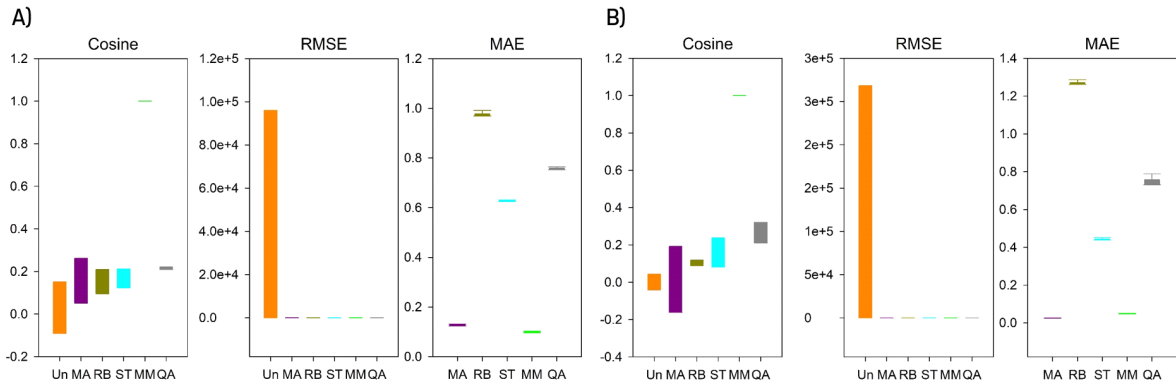 A)
Cosine
1.2
1.0
0.8
0.6
0.4
0.2
0.0
-0.2
Un MA RB ST MM QA
RMSE
1.2e+5
1.0e+5
8.0e+4
6.0e+4
4.0e+4
2.0e+4
0.0
Un MA RB ST MM QA
MAE
1.2
1.0
0.8
0.6
0.4
0.2
0.0
MA RB ST MM QA
B)
Cosine
1.2
1.0
0.8
0.6
0.4
0.2
0.0
-0.2
-0.4
Un MA RB ST MM QA
RMSE
3e+5
3e+5
2e+5
2e+5
1e+5
5e+4
0
Un MA RB ST MM QA
MAE
1.4
1.2
1.0
0.8
0.6
0.4
0.2
0.0
MA RB ST MM QA